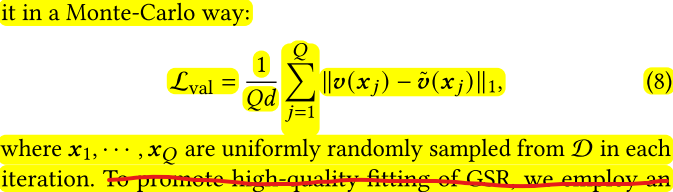 it in a Monte-Carlo way:
ℒ_val = 1/(Qd) ∑_{j=1}^{Q} ‖𝒗(𝒙_j) − ṽ(𝒙_j)‖_1, (8)
where 𝒙_1, ⋯ , 𝒙_Q are uniformly randomly sampled from 𝒟 in each
iteration. To promote high-quality fitting of GSR, we employ an